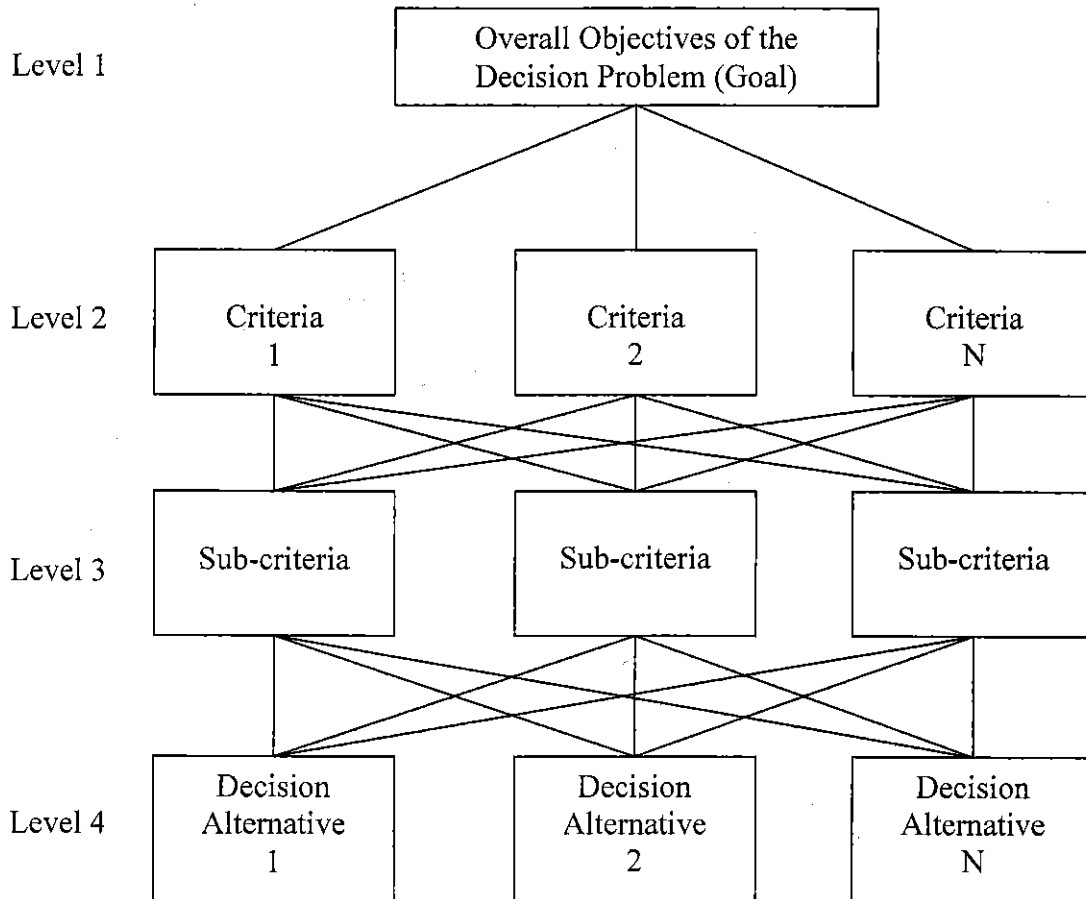 Level 1
Overall Objectives of the
Decision Problem (Goal)
Level 2
Criteria
1
Criteria
2
Criteria
N
Level 3
Sub-criteria
Sub-criteria
Sub-criteria
Level 4
Decision
Alternative
1
Decision
Alternative
2
Decision
Alternative
N